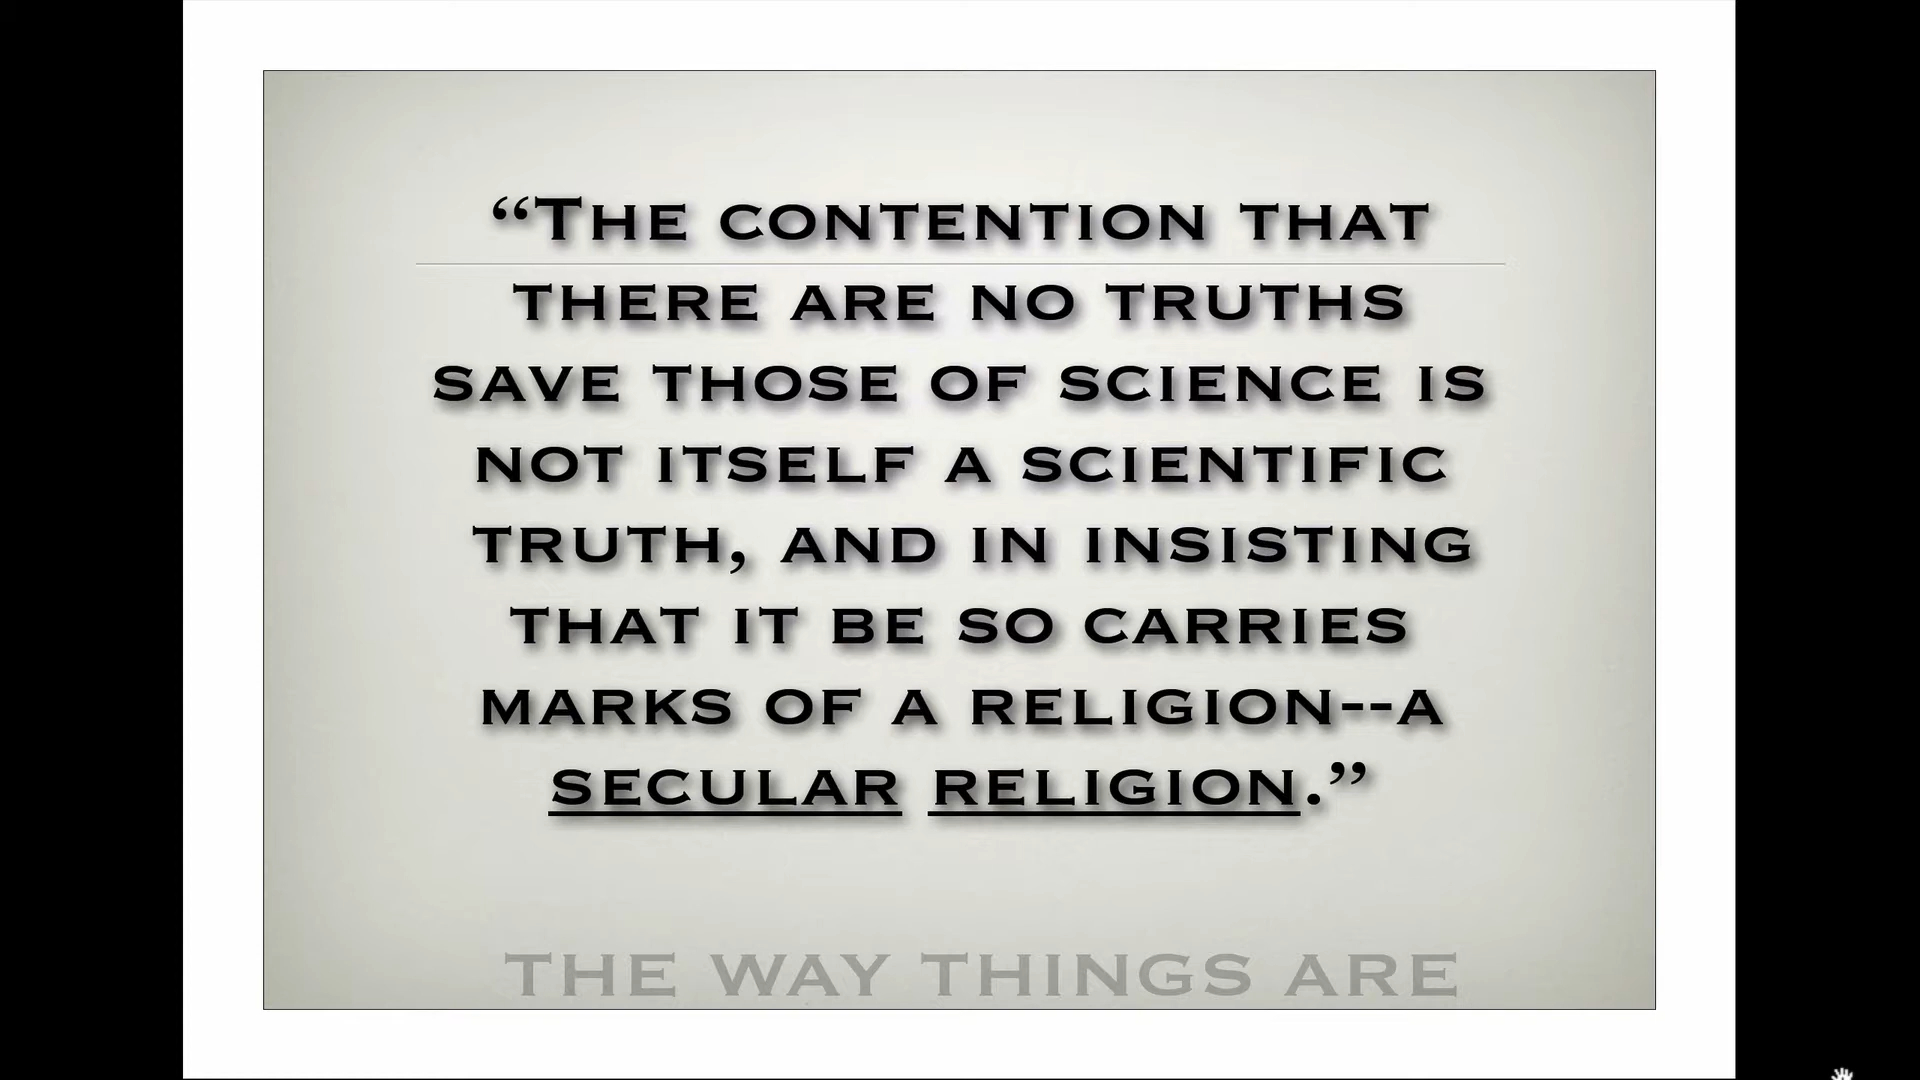 “The contention that
there are no truths
save those of science is
not itself a scientific
truth, and in insisting
that it be so carries
marks of a religion--a
secular religion.”
THE WAY THINGS ARE